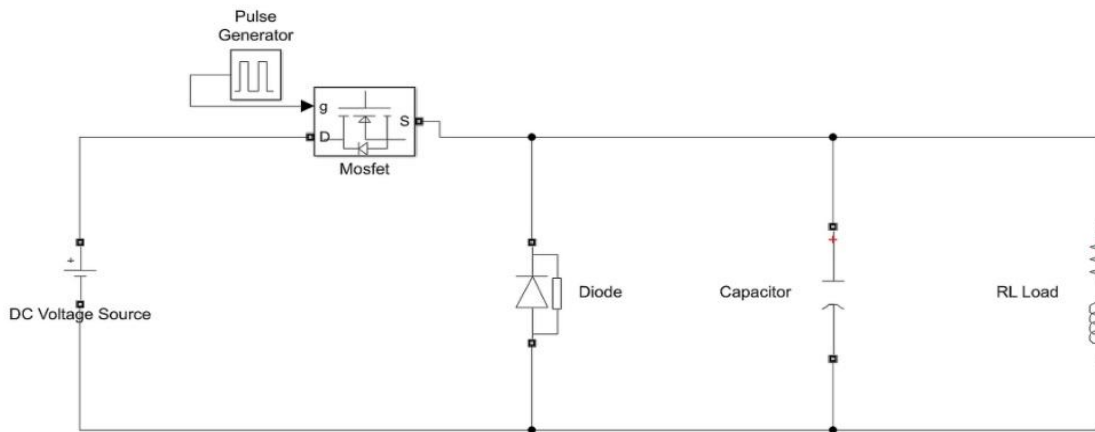 Pulse
Generator
g
D
S
Mosfet
+
DC Voltage Source
Diode
+
Capacitor
RL Load